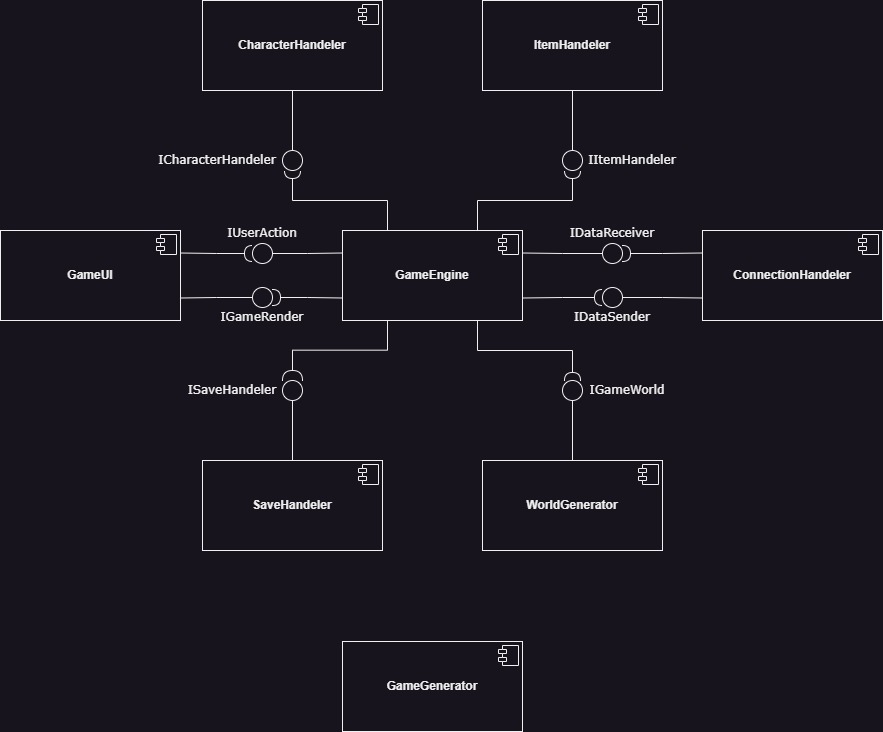 CharacterHandeler
ItemHandeler
ICharacterHandeler
IItemHandeler
IUserAction
IDataReceiver
GameUI
GameEngine
ConnectionHandeler
IGameRender
IDataSender
ISaveHandeler
IGameWorld
SaveHandeler
WorldGenerator
GameGenerator